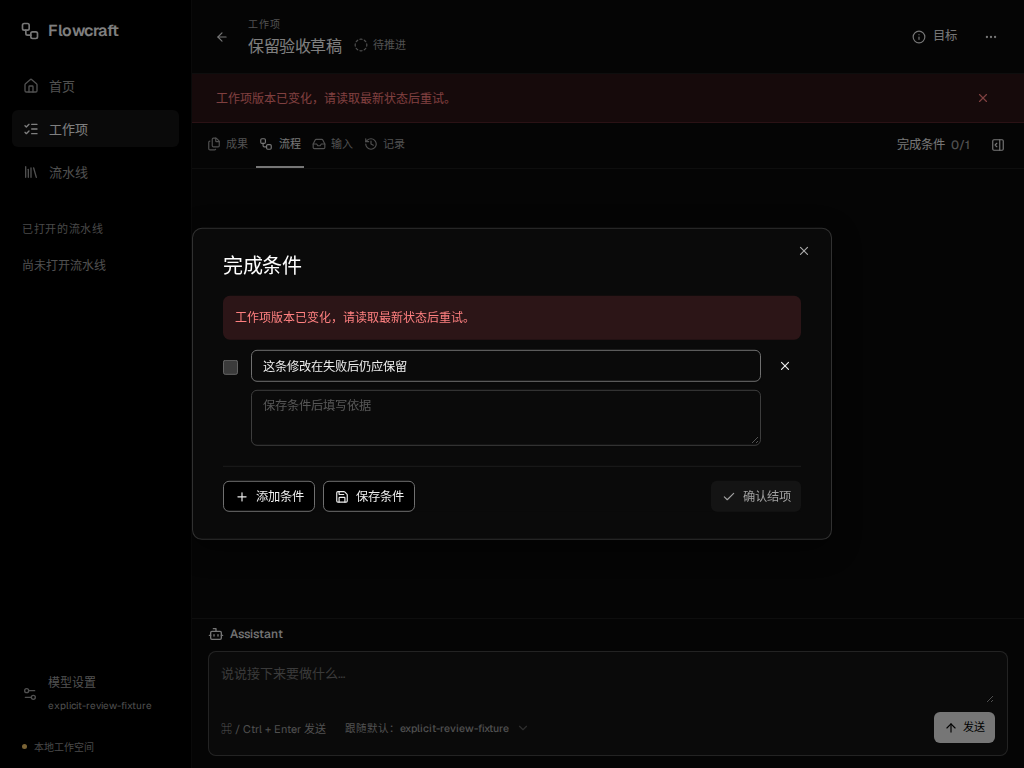 Flowcraft
首页
工作项
流水线
已打开的流水线
尚未打开流水线
模型设置
explicit-review-fixture
本地工作空间
工作项
保留验收草稿
待推进
目标
工作项版本已变化，请读取最新状态后重试。
成果
流程
输入
记录
完成条件 0/1
完成条件
工作项版本已变化，请读取最新状态后重试。
这条修改在失败后仍应保留
保存条件后填写依据
添加条件
保存条件
确认结项
Assistant
说说接下来要做什么…
⌘ / Ctrl + Enter 发送
跟随默认：explicit-review-fixture
发送